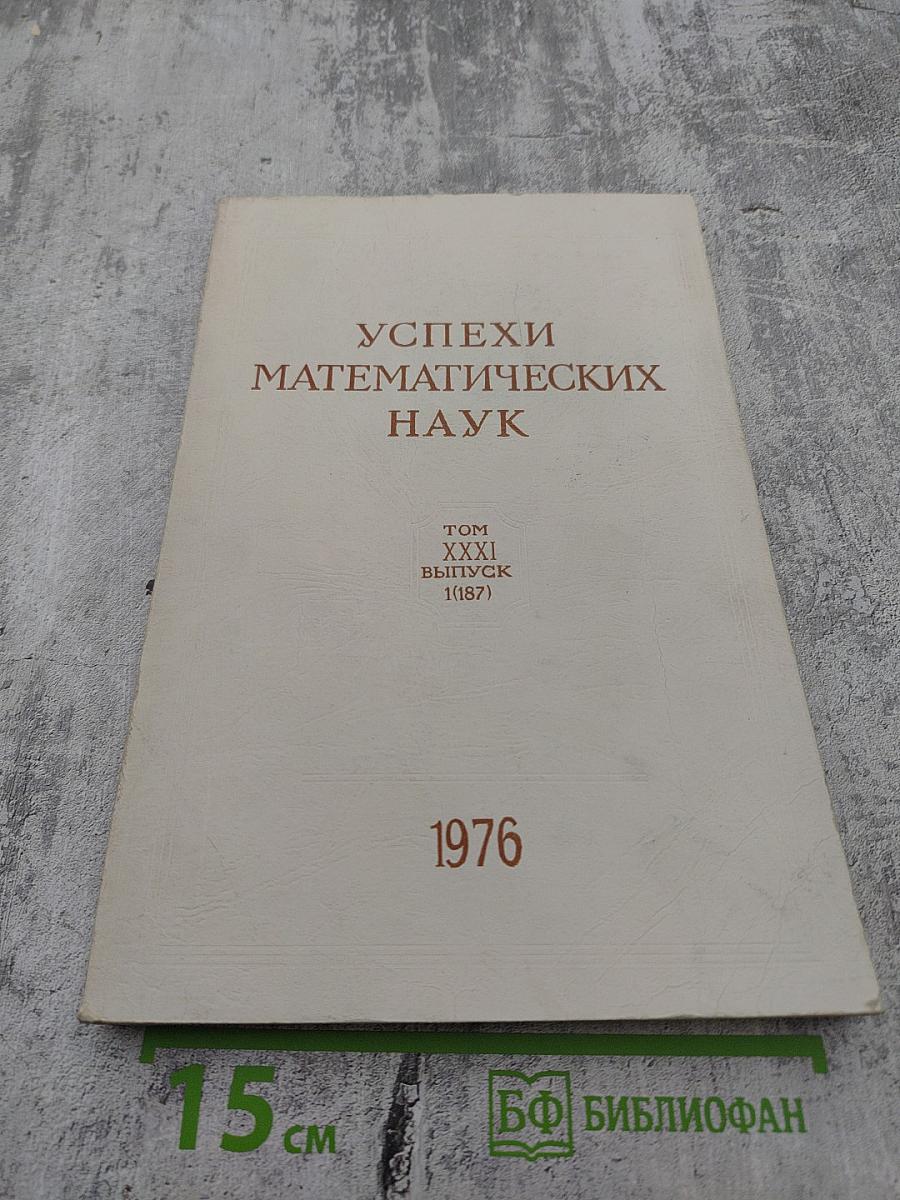 УСПЕХИ
МАТЕМАТИЧЕСКИХ
НАУК
ТОМ
XXXI
ВЫПУСК
1(187)
1976
15 см
БФ БИБЛИОФАН